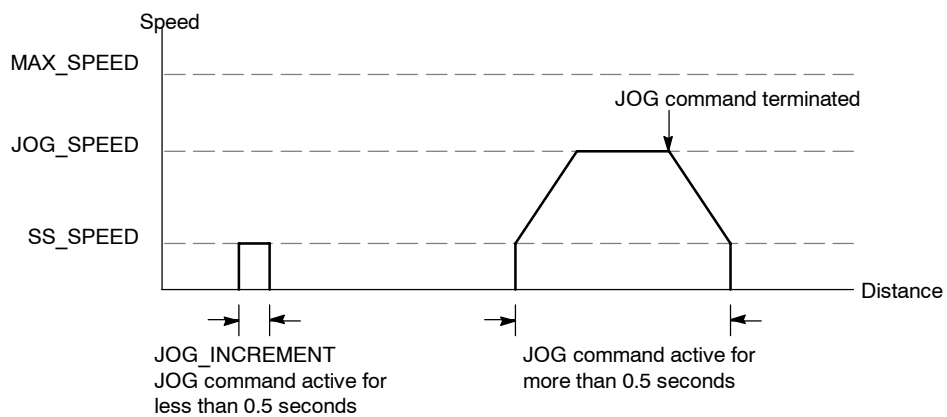 Speed
MAX_SPEED
JOG command terminated
JOG_SPEED
SS_SPEED
Distance
JOG_INCREMENT
JOG command active for
less than 0.5 seconds
JOG command active for
more than 0.5 seconds